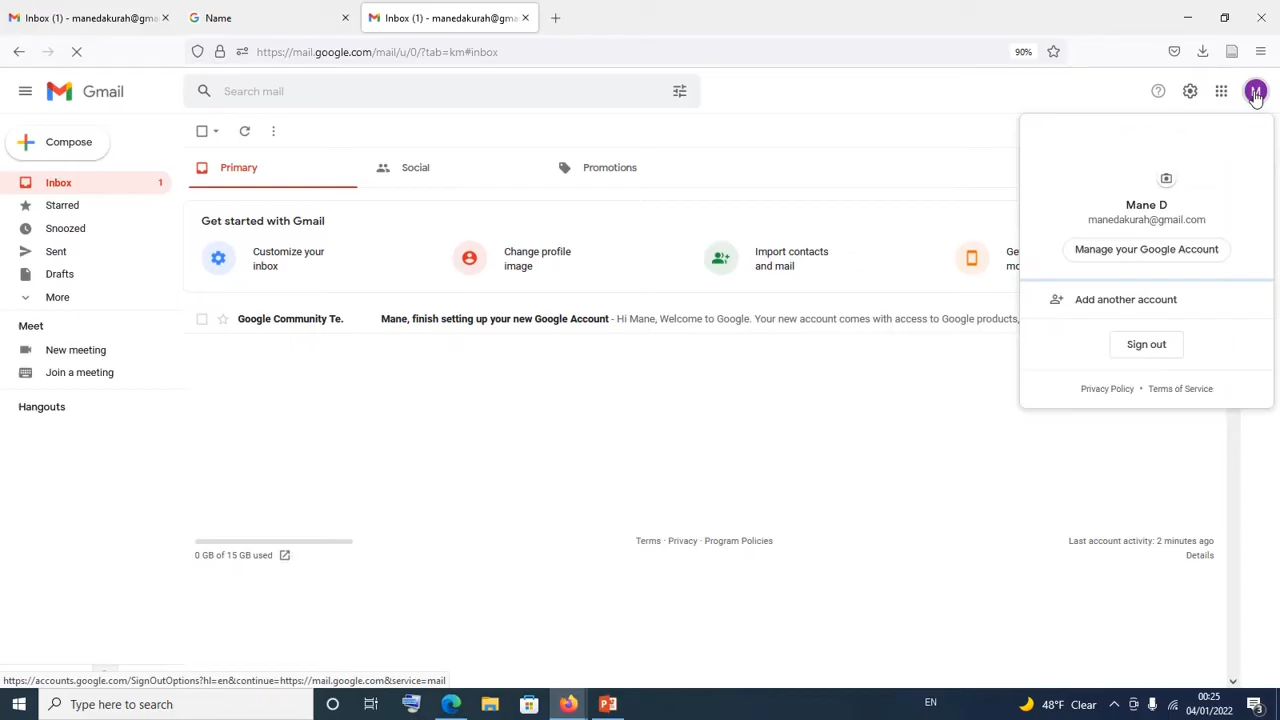 Inbox (1) - manedakurah@gma
Name
Inbox (1) - manedakurah@gma
https://mail.google.com/mail/u/0/?tab=km#inbox
90%
Gmail
Search mail
M
Compose
Primary
Social
Promotions
Inbox 1
Starred
Snoozed
Sent
Drafts
More
Meet
New meeting
Join a meeting
Hangouts
Get started with Gmail
Customize your
inbox
Change profile
image
Import contacts
and mail
Ge
mo
Google Community Te. Mane, finish setting up your new Google Account - Hi Mane, Welcome to Google. Your new account comes with access to Google products,
Mane D
manedakurah@gmail.com
Manage your Google Account
Add another account
Sign out
Privacy Policy • Terms of Service
0 GB of 15 GB used
Terms · Privacy · Program Policies
Last account activity: 2 minutes ago
Details
https://accounts.google.com/SignOutOptions?hl=en&continue=https://mail.google.com&service=mail
Type here to search
EN
48°F Clear
00:25
04/01/2022
3